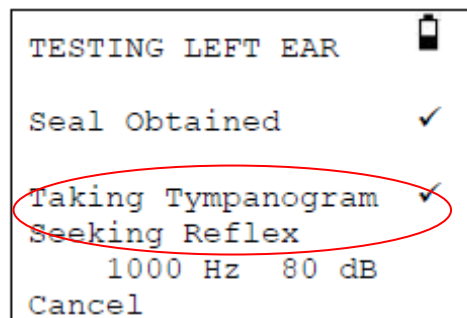 TESTING LEFT EAR
Seal Obtained ✓
Taking Tympanogram ✓
Seeking Reflex
1000 Hz 80 dB
Cancel